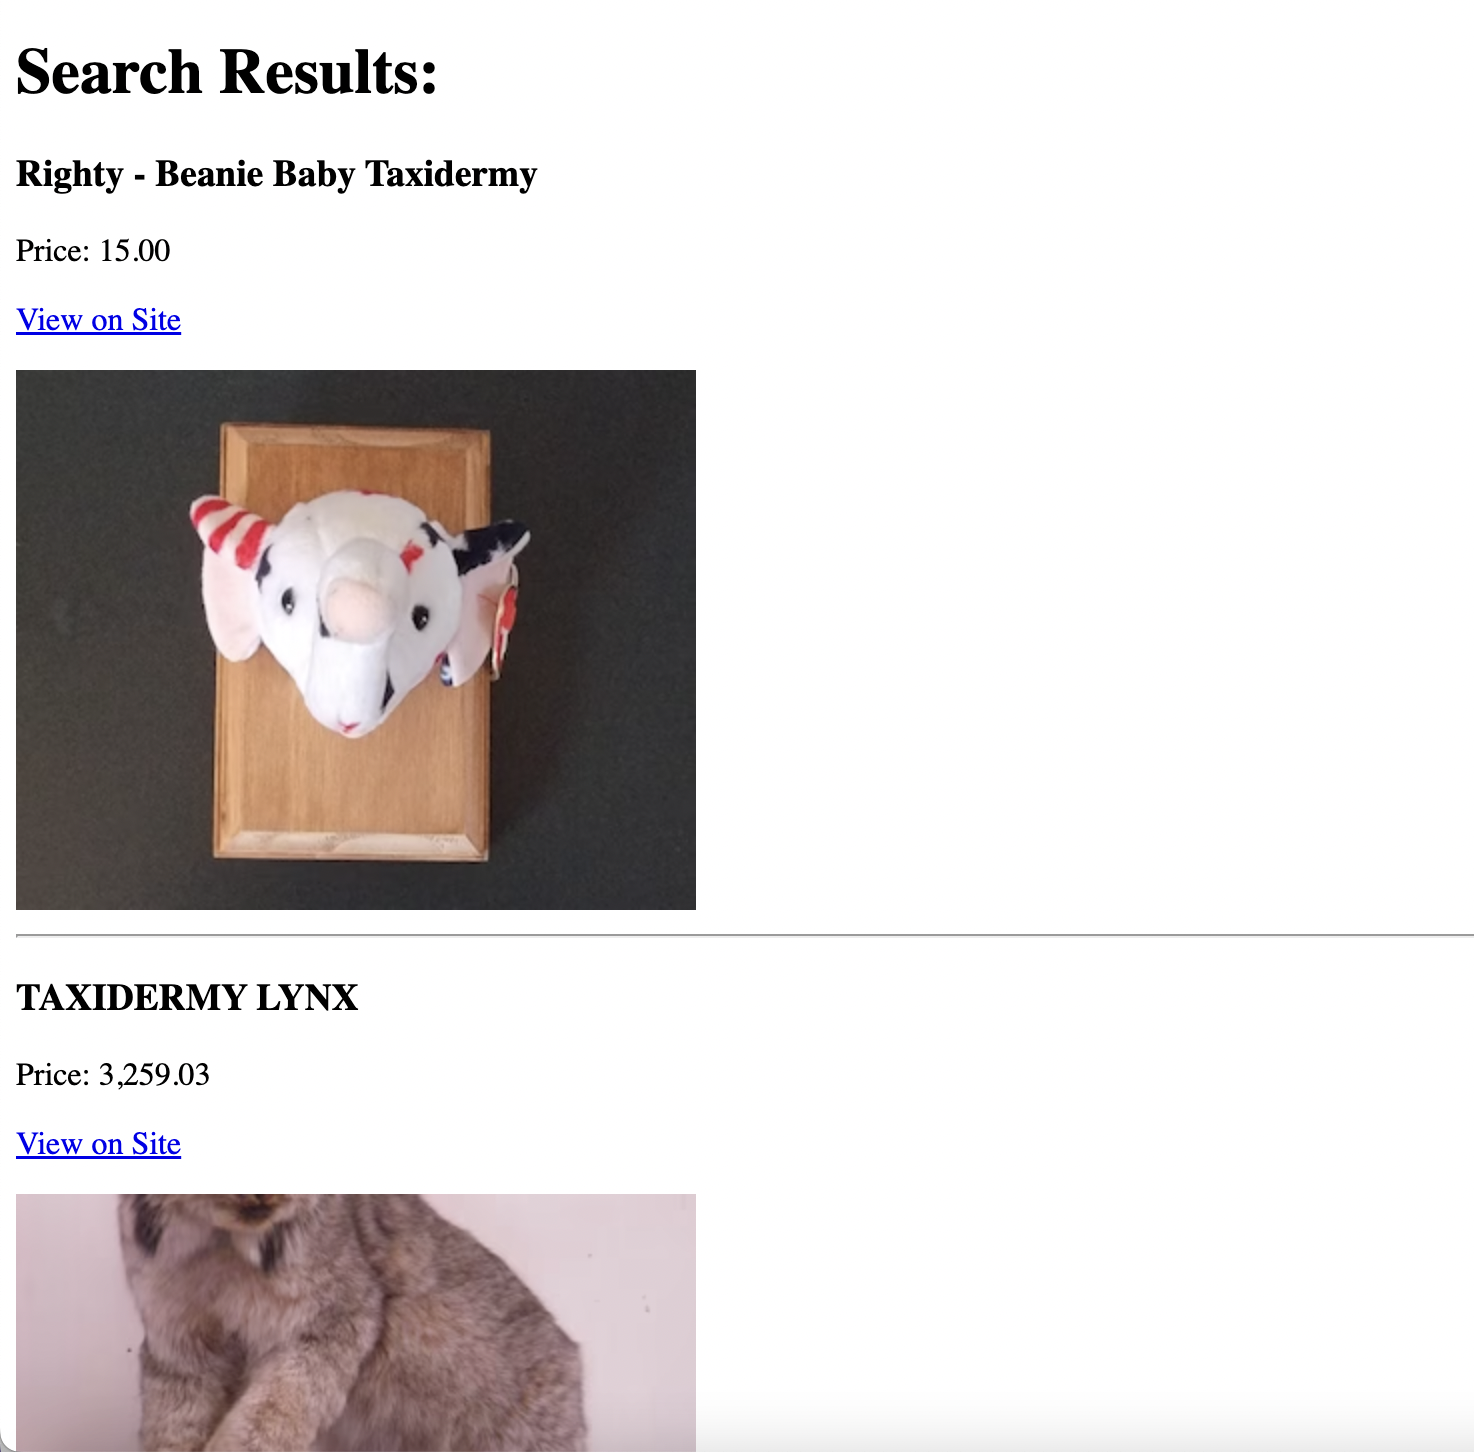 Search Results:
Righty - Beanie Baby Taxidermy
Price: 15.00
View on Site
TAXIDERMY LYNX
Price: 3,259.03
View on Site